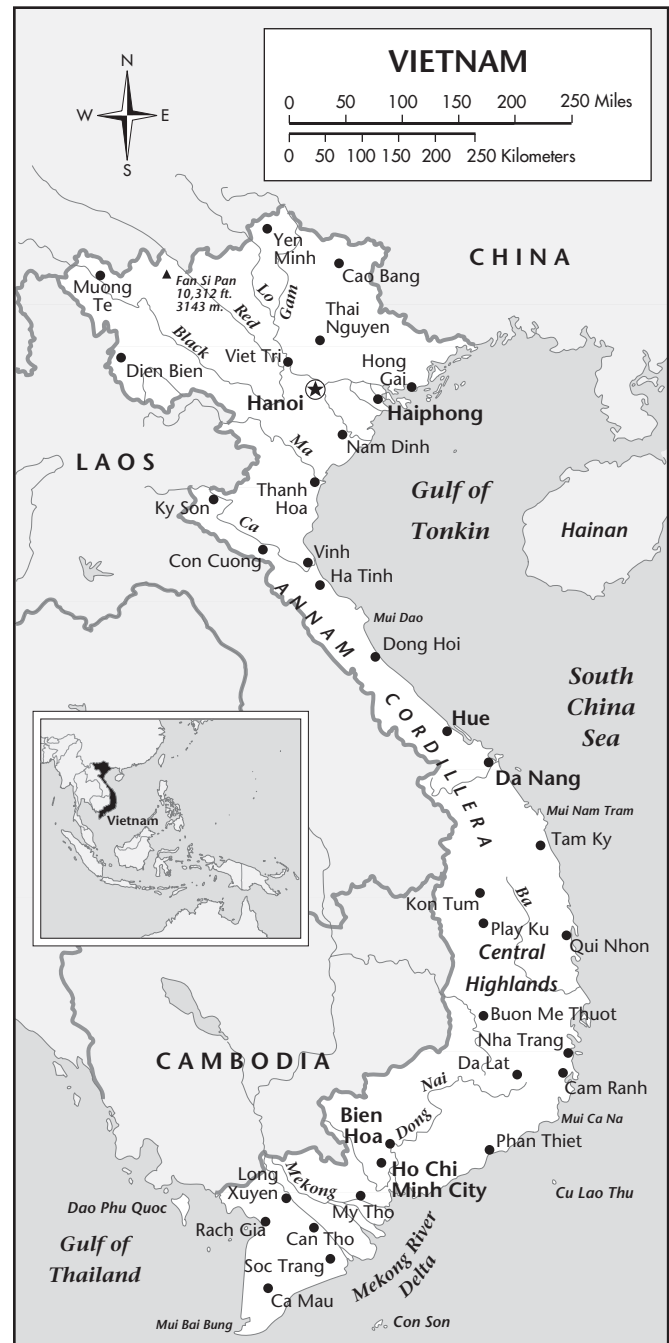 VIETNAM
0 50 100 150 200 250 Miles
0 50 100 150 200 250 Kilometers
N
W E
S
CHINA
Yen
Minh
Cao Bang
Muong
Te
Fan Si Pan
10,312 ft.
3143 m.
Lo
Gam
Red
Black
Thai
Nguyen
Viet Tri
Dien Bien
Hong
Gai
Hanoi
Haiphong
Nam Dinh
Ma
LAOS
Thanh
Hoa
Gulf of
Tonkin
Hainan
Ky Son
Ca
Con Cuong
Vinh
Ha Tinh
ANNAM CORDILLERA
Mui Dao
Dong Hoi
South
China
Sea
Hue
Da Nang
Vietnam
Mui Nam Tram
Tam Ky
Kon Tum
Ba
Play Ku
Qui Nhon
Central
Highlands
Buon Me Thuot
Nha Trang
CAMBODIA
Da Lat
Nai
Dong
Cam Ranh
Bien
Hoa
Mui Ca Na
Phan Thiet
Ho Chi
Minh City
Long
Xuyen
Mekong
Cu Lao Thu
Dao Phu Quoc
My Tho
Rach Gia
Can Tho
Gulf of
Thailand
Soc Trang
Mekong River
Delta
Ca Mau
Mui Bai Bung
Con Son